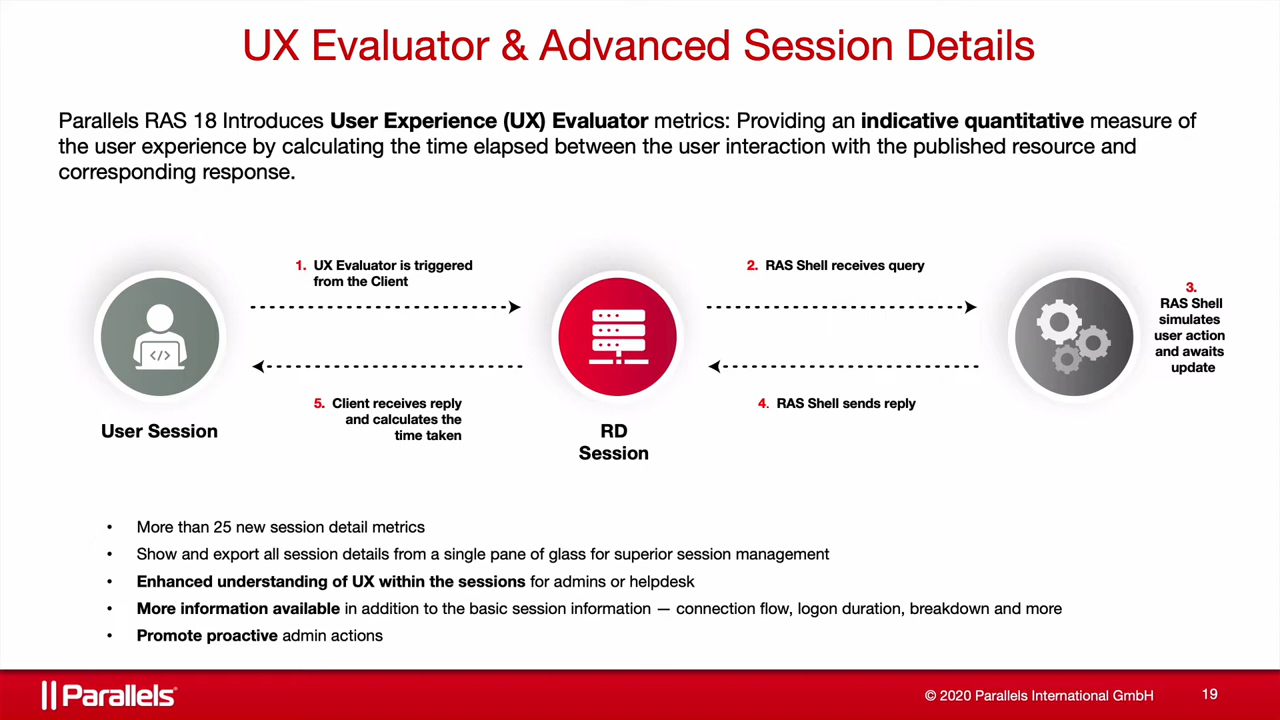 UX Evaluator & Advanced Session Details
Parallels RAS 18 Introduces User Experience (UX) Evaluator metrics: Providing an indicative quantitative measure of
the user experience by calculating the time elapsed between the user interaction with the published resource and
corresponding response.
1. UX Evaluator is triggered
from the Client
2. RAS Shell receives query
3.
RAS Shell
simulates
user action
and awaits
update
</>
5. Client receives reply
and calculates the
time taken
4. RAS Shell sends reply
User Session
RD
Session
• More than 25 new session detail metrics
• Show and export all session details from a single pane of glass for superior session management
• Enhanced understanding of UX within the sessions for admins or helpdesk
• More information available in addition to the basic session information — connection flow, logon duration, breakdown and more
• Promote proactive admin actions
Parallels®
© 2020 Parallels International GmbH
19